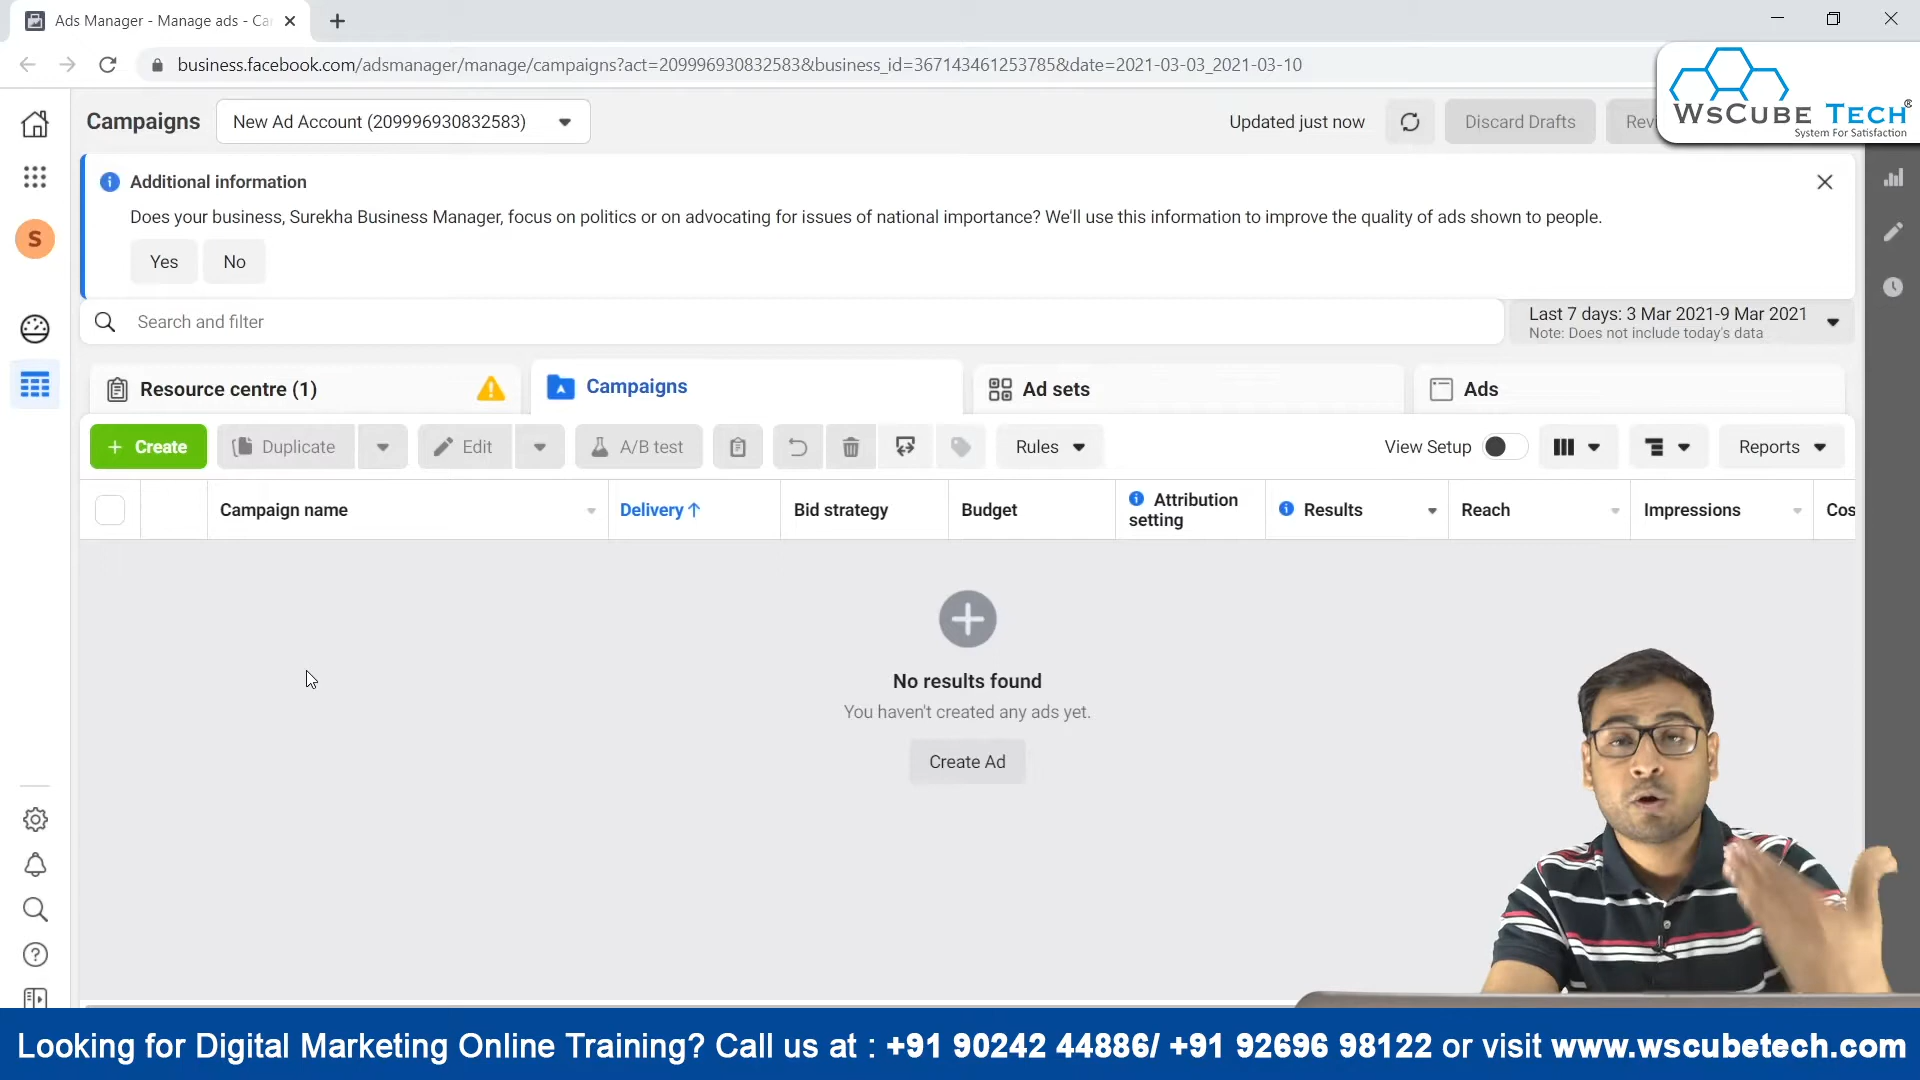 Ads Manager - Manage ads - Ca
business.facebook.com/adsmanager/manage/campaigns?act=209996930832583&business_id=367143461253785&date=2021-03-03_2021-03-10
WsCube Tech®
System For Satisfaction
Campaigns
New Ad Account (209996930832583)
Updated just now
Discard Drafts
Revi
Additional information
Does your business, Surekha Business Manager, focus on politics or on advocating for issues of national importance? We'll use this information to improve the quality of ads shown to people.
Yes
No
S
Search and filter
Last 7 days: 3 Mar 2021-9 Mar 2021
Note: Does not include today's data
Resource centre (1)
Campaigns
Ad sets
Ads
+ Create
Duplicate
Edit
A/B test
Rules
View Setup
Reports
Campaign name
Delivery ↑
Bid strategy
Budget
Attribution
setting
Results
Reach
Impressions
Cos
No results found
You haven't created any ads yet.
Create Ad
Looking for Digital Marketing Online Training? Call us at : +91 90242 44886/ +91 92696 98122 or visit www.wscubetech.com